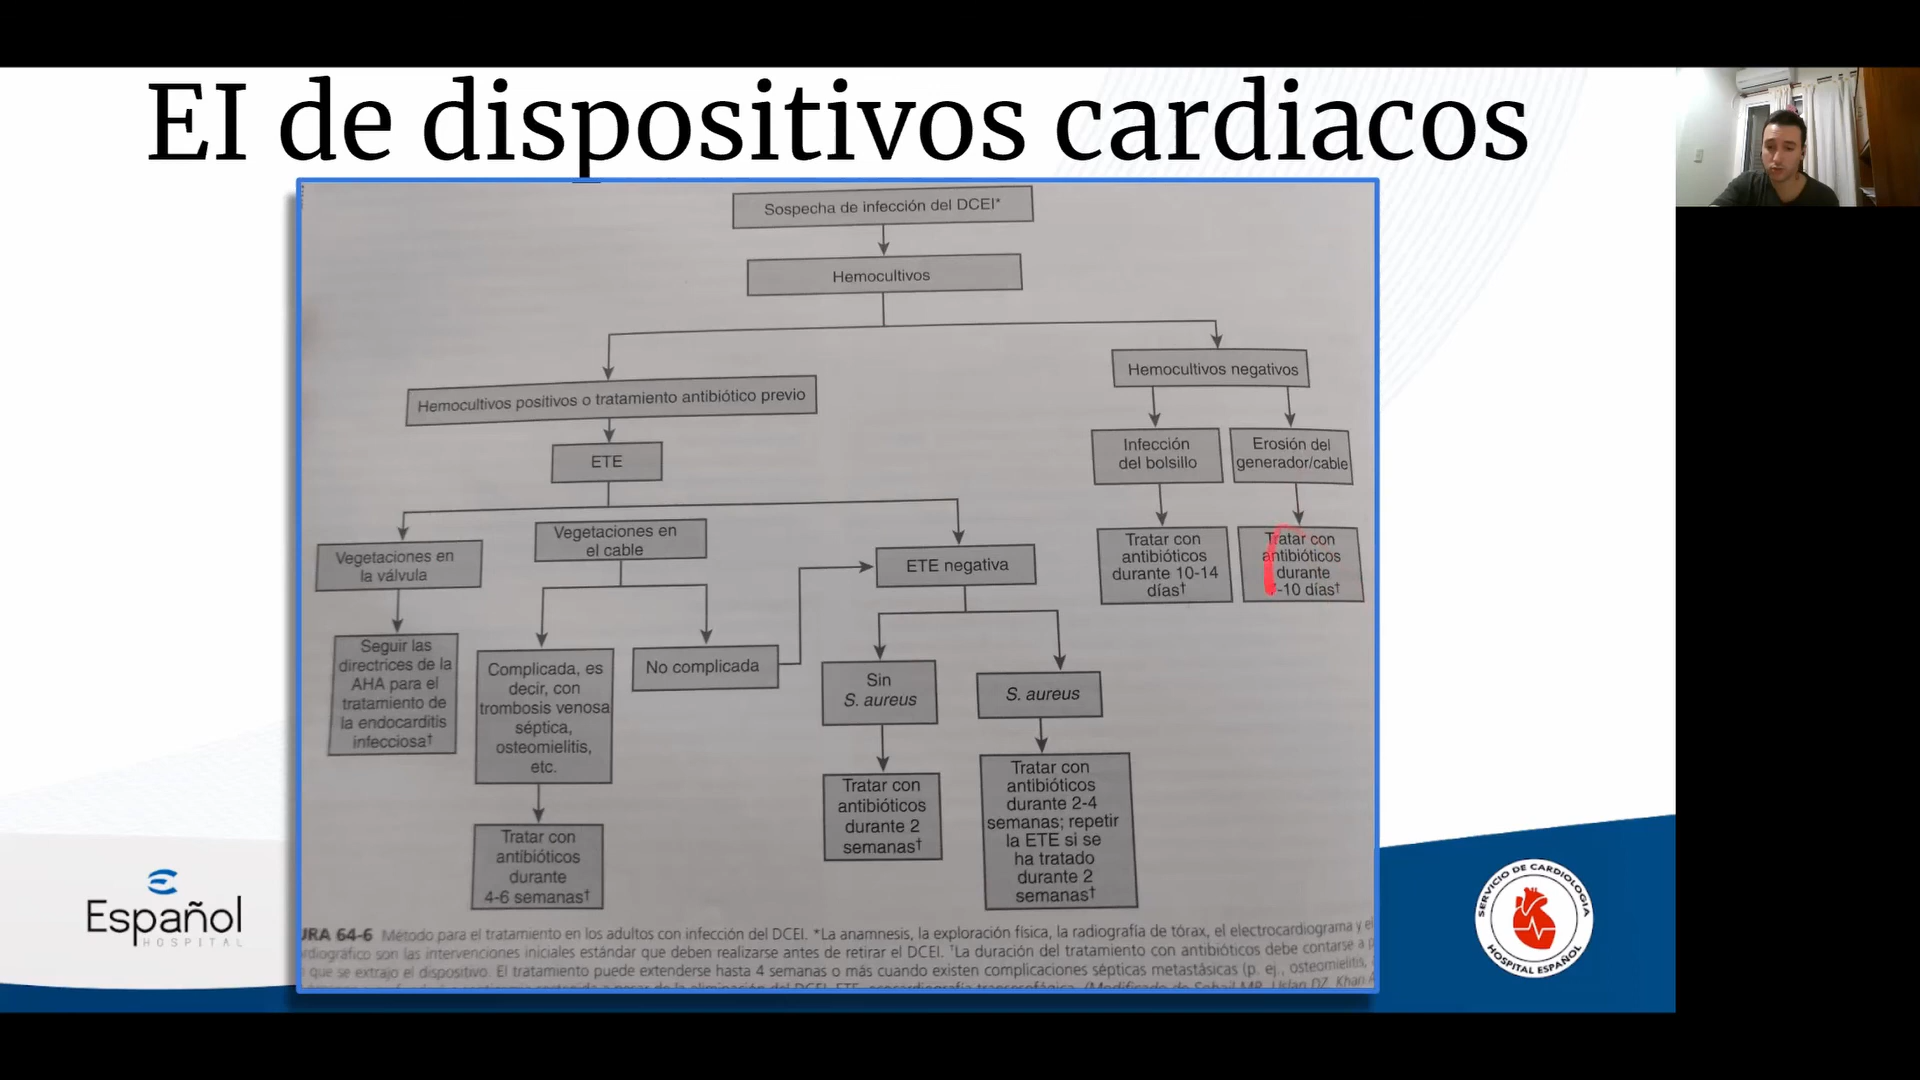 EI de dispositivos cardiacos
Sospecha de infección del DCEI*
Hemocultivos
Hemocultivos positivos o tratamiento antibiótico previo
Hemocultivos negativos
ETE
Infección
del bolsillo
Erosión del
generador/cable
Vegetaciones en
la válvula
Vegetaciones en
el cable
ETE negativa
Tratar con
antibióticos
durante 10-14
días†
Tratar con
antibióticos
durante
-10 días†
Seguir las
directrices de la
AHA para el
tratamiento de
la endocarditis
infecciosa†
Complicada, es
decir, con
trombosis venosa
séptica,
osteomielitis,
etc.
No complicada
Sin
S. aureus
S. aureus
Tratar con
antibióticos
durante
4-6 semanas†
Tratar con
antibióticos
durante 2
semanas†
Tratar con
antibióticos
durante 2-4
semanas; repetir
la ETE si se
ha tratado
durante 2
semanas†
URA 64-6 Método para el tratamiento en los adultos con infección del DCEI. *La anamnesis, la exploración física, la radiografía de tórax, el electrocardiograma y el
diográfico son las intervenciones iniciales estándar que deben realizarse antes de retirar el DCEI. †La duración del tratamiento con antibióticos debe contarse a p
que se extrajo el dispositivo. El tratamiento puede extenderse hasta 4 semanas o más cuando existen complicaciones sépticas metastásicas (p. ej., osteomielitis,
Español
HOSPITAL
SERVICIO DE CARDIOLOGIA
HOSPITAL ESPAÑOL